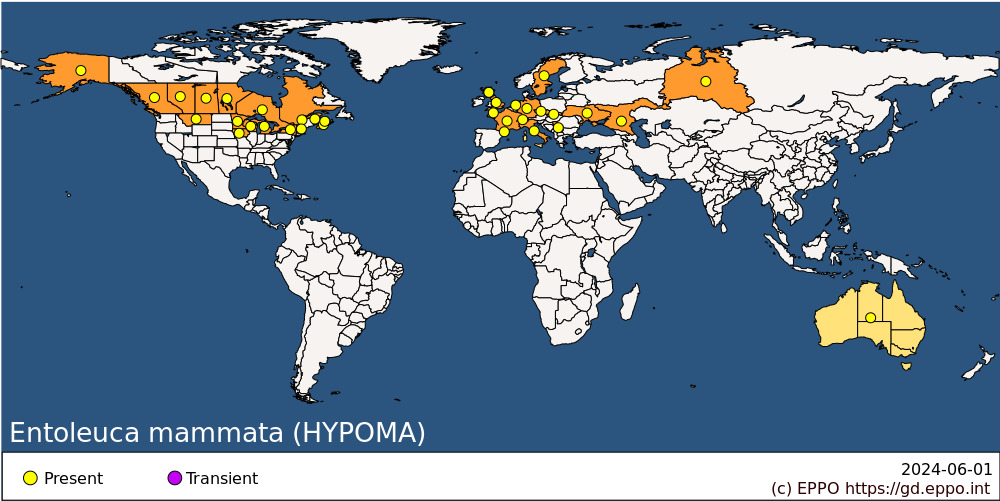 Entoleuca mammata (HYPOMA)
Present
Transient
2024-06-01
(c) EPPO https://gd.eppo.int